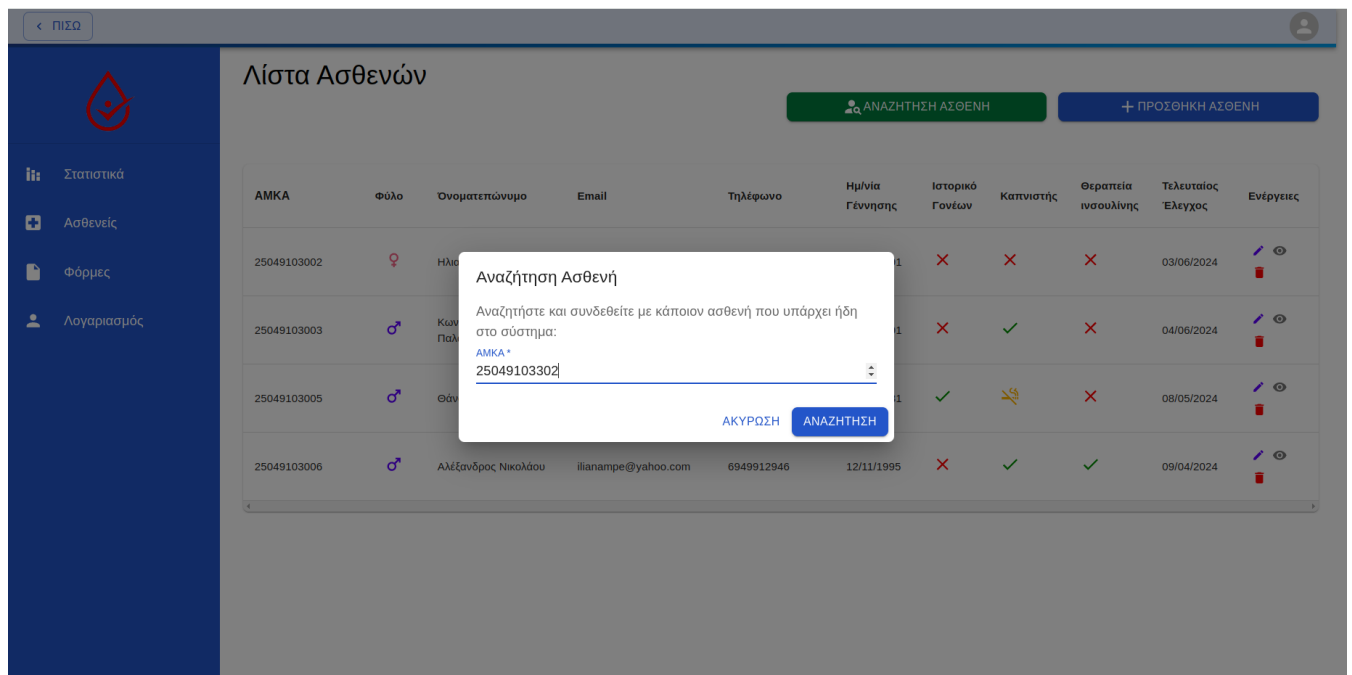 ΠΙΣΩ
Λίστα Ασθενών
ΑΝΑΖΗΤΗΣΗ ΑΣΘΕΝΗ
ΠΡΟΣΘΗΚΗ ΑΣΘΕΝΗ
Στατιστικά
Ασθενείς
Φόρμες
Λογαριασμός
ΑΜΚΑ Φύλο Όνοματεπώνυμο Email Τηλέφωνο Ημ/νία Γέννησης Ιστορικό Γονέων Καπνιστής Θεραπεία ινσουλίνης Τελευταίος Έλεγχος Ενέργειες
25049103002 03/06/2024
25049103003 04/06/2024
25049103005 08/05/2024
25049103006 Αλέξανδρος Νικολάου ilianampe@yahoo.com 6949912946 12/11/1995 09/04/2024
Αναζήτηση Ασθενή
Αναζητήστε και συνδεθείτε με κάποιον ασθενή που υπάρχει ήδη
στο σύστημα:
ΑΜΚΑ *
25049103302
ΑΚΥΡΩΣΗ
ΑΝΑΖΗΤΗΣΗ